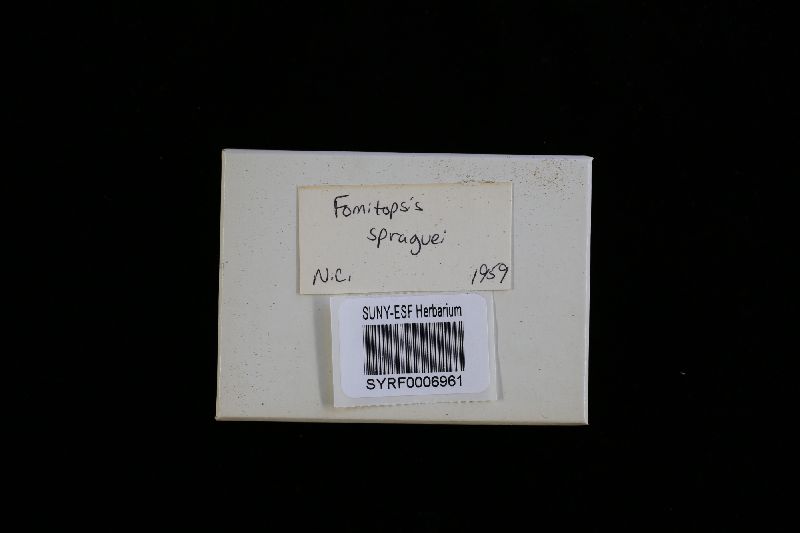 Fomitopsis
spraguei
N.C. 1959
SUNY-ESF Herbarium
SYRF0006961